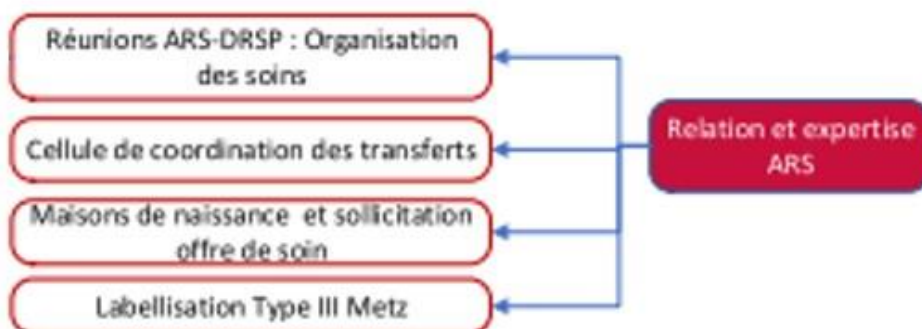 Réunions ARS-DRSP : Organisation
des soins
Cellule de coordination des transferts
Maisons de naissance et sollicitation
offre de soin
Labellisation Type III Metz
Relation et expertise
ARS